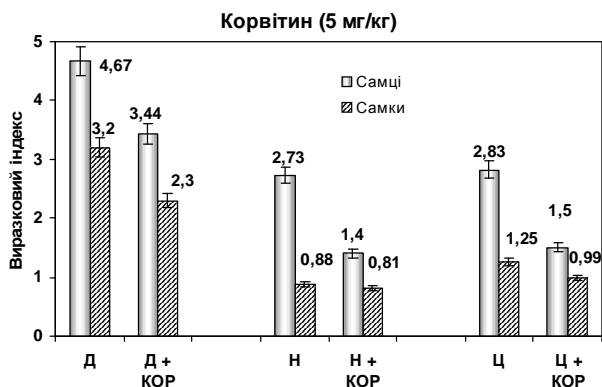 Корвітин (5 мг/кг)
Виразковий індекс
5
4
3
2
1
0
Самці
Самки
4,67
3,2
3,44
2,3
2,73
0,88
1,4
0,81
2,83
1,25
1,5
0,99
Д
Д +
КОР
Н
Н +
КОР
Ц
Ц +
КОР